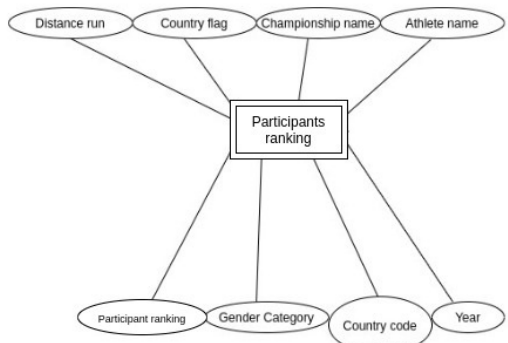 Distance run
Country flag
Championship name
Athlete name
Participants
ranking
Participant ranking
Gender Category
Country code
Year